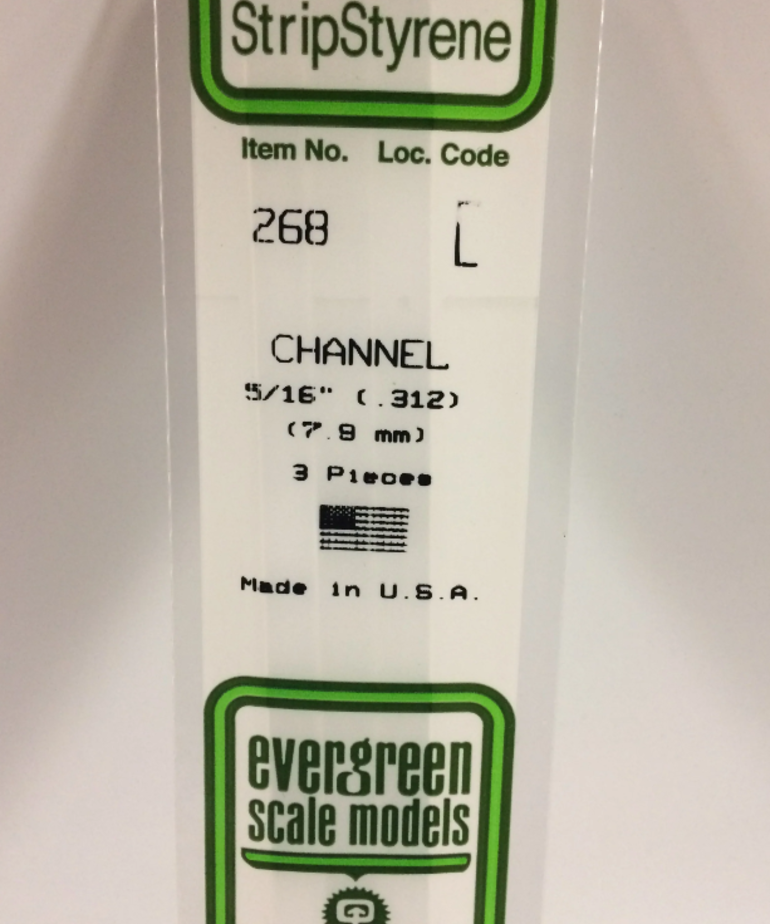 StripStyrene
Item No. Loc. Code
268 L
CHANNEL
5/16" (.312)
(7.9 mm)
3 Pieces
Made in U.S.A.
evergreen
scale models